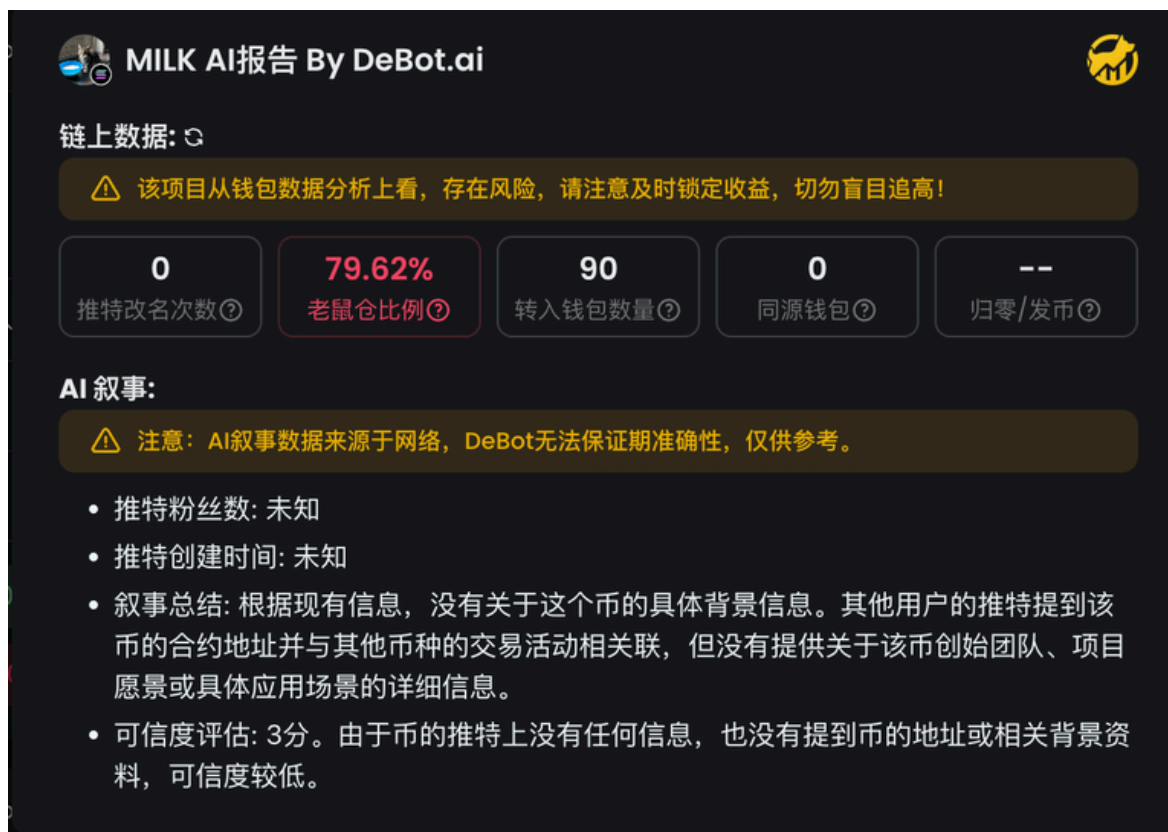 MILK AI报告 By DeBot.ai
链上数据:
该项目从钱包数据分析上看，存在风险，请注意及时锁定收益，切勿盲目追高！
0
79.62%
90
0
--
推特改名次数?
老鼠仓比例?
转入钱包数量?
同源钱包?
归零/发币?
AI 叙事:
注意：AI叙事数据来源于网络，DeBot无法保证期准确性，仅供参考。
• 推特粉丝数: 未知
• 推特创建时间: 未知
• 叙事总结: 根据现有信息，没有关于这个币的具体背景信息。其他用户的推特提到该
币的合约地址并与其他币种的交易活动相关联，但没有提供关于该币创始团队、项目
愿景或具体应用场景的详细信息。
• 可信度评估: 3分。由于币的推特上没有任何信息，也没有提到币的地址或相关背景资
料，可信度较低。